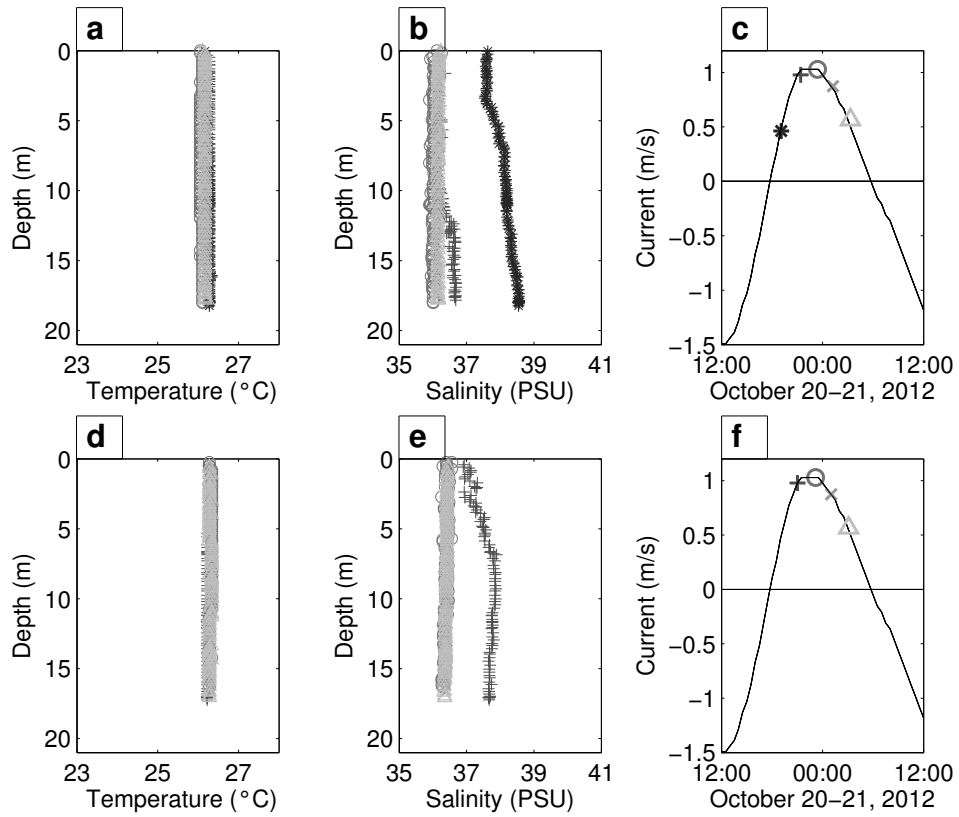 a
b
c
0
5
10
15
20
Depth (m)
23
25
27
Temperature (°C)
0
5
10
15
20
Depth (m)
35
37
39
41
Salinity (PSU)
1
0.5
0
−0.5
−1
−1.5
Current (m/s)
12:00
00:00
12:00
October 20−21, 2012
d
e
f
0
5
10
15
20
Depth (m)
23
25
27
Temperature (°C)
0
5
10
15
20
Depth (m)
35
37
39
41
Salinity (PSU)
1
0.5
0
−0.5
−1
−1.5
Current (m/s)
12:00
00:00
12:00
October 20−21, 2012